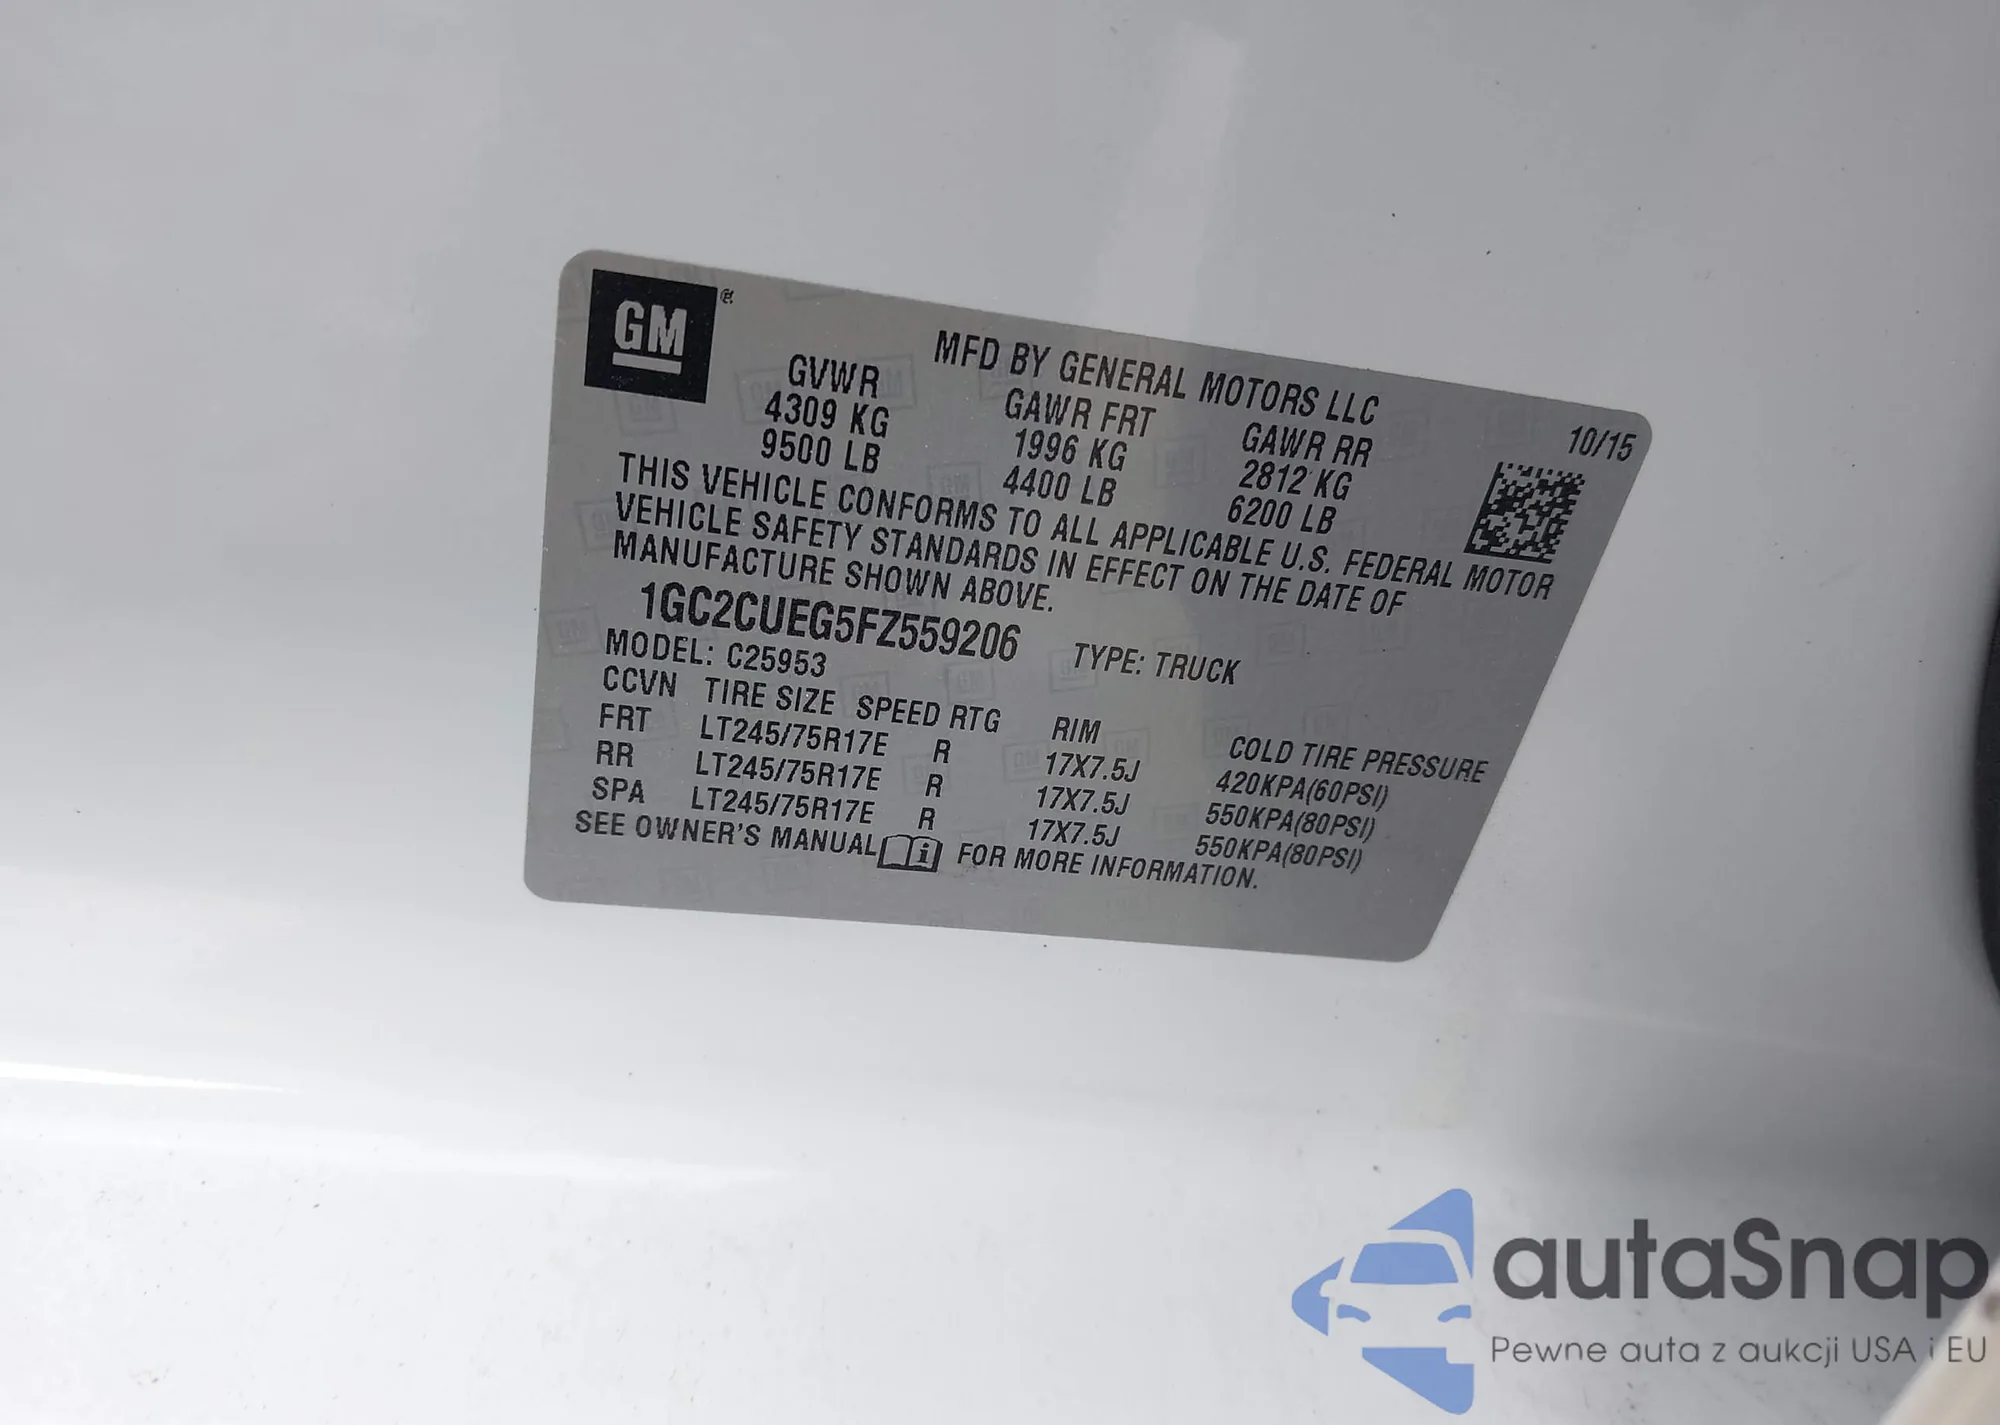 GM
MFD BY GENERAL MOTORS LLC
10/15
GVWR GAWR FRT GAWR RR
4309 KG 1996 KG 2812 KG
9500 LB 4400 LB 6200 LB
THIS VEHICLE CONFORMS TO ALL APPLICABLE U.S. FEDERAL MOTOR
VEHICLE SAFETY STANDARDS IN EFFECT ON THE DATE OF
MANUFACTURE SHOWN ABOVE.
1GC2CUEG5FZ559206 TYPE: TRUCK
MODEL: C25953
CCVN TIRE SIZE SPEED RTG RIM COLD TIRE PRESSURE
FRT LT245/75R17E R 17X7.5J 420KPA(60PSI)
RR LT245/75R17E R 17X7.5J 550KPA(80PSI)
SPA LT245/75R17E R 17X7.5J 550KPA(80PSI)
SEE OWNER'S MANUAL i FOR MORE INFORMATION.
autaSnap
Pewne auta z aukcji USA i EU